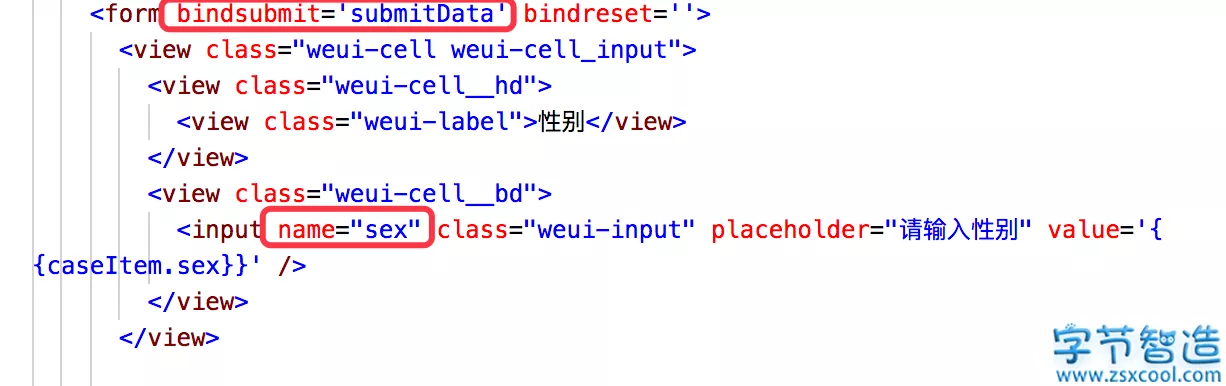 <form bindsubmit='submitData' bindreset=''>
<view class="weui-cell weui-cell_input">
<view class="weui-cell__hd">
<view class="weui-label">性别</view>
</view>
<view class="weui-cell__bd">
<input name="sex" class="weui-input" placeholder="请输入性别" value='{
{caseItem.sex}}' />
</view>
</view>
字节智造
www.zsxcool.com